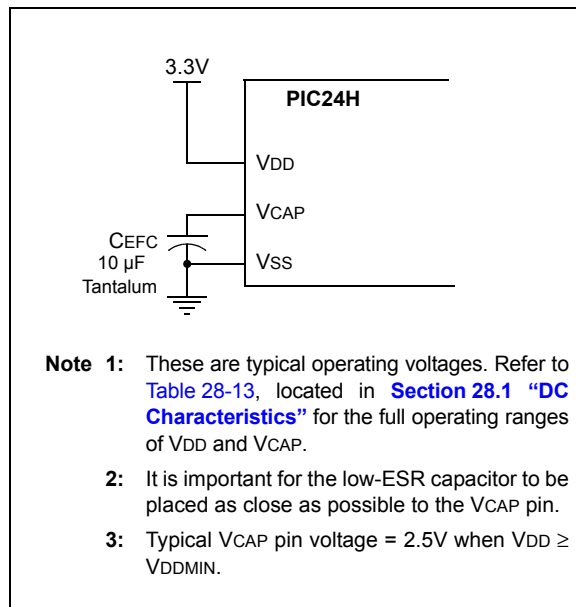 3.3V
PIC24H
VDD
VCAP
CEFC
10 µF
Tantalum
VSS
Note 1: These are typical operating voltages. Refer to
Table 28-13, located in Section 28.1 “DC
Characteristics” for the full operating ranges
of VDD and VCAP.
2: It is important for the low-ESR capacitor to be
placed as close as possible to the VCAP pin.
3: Typical VCAP pin voltage = 2.5V when VDD ≥
VDDMIN.